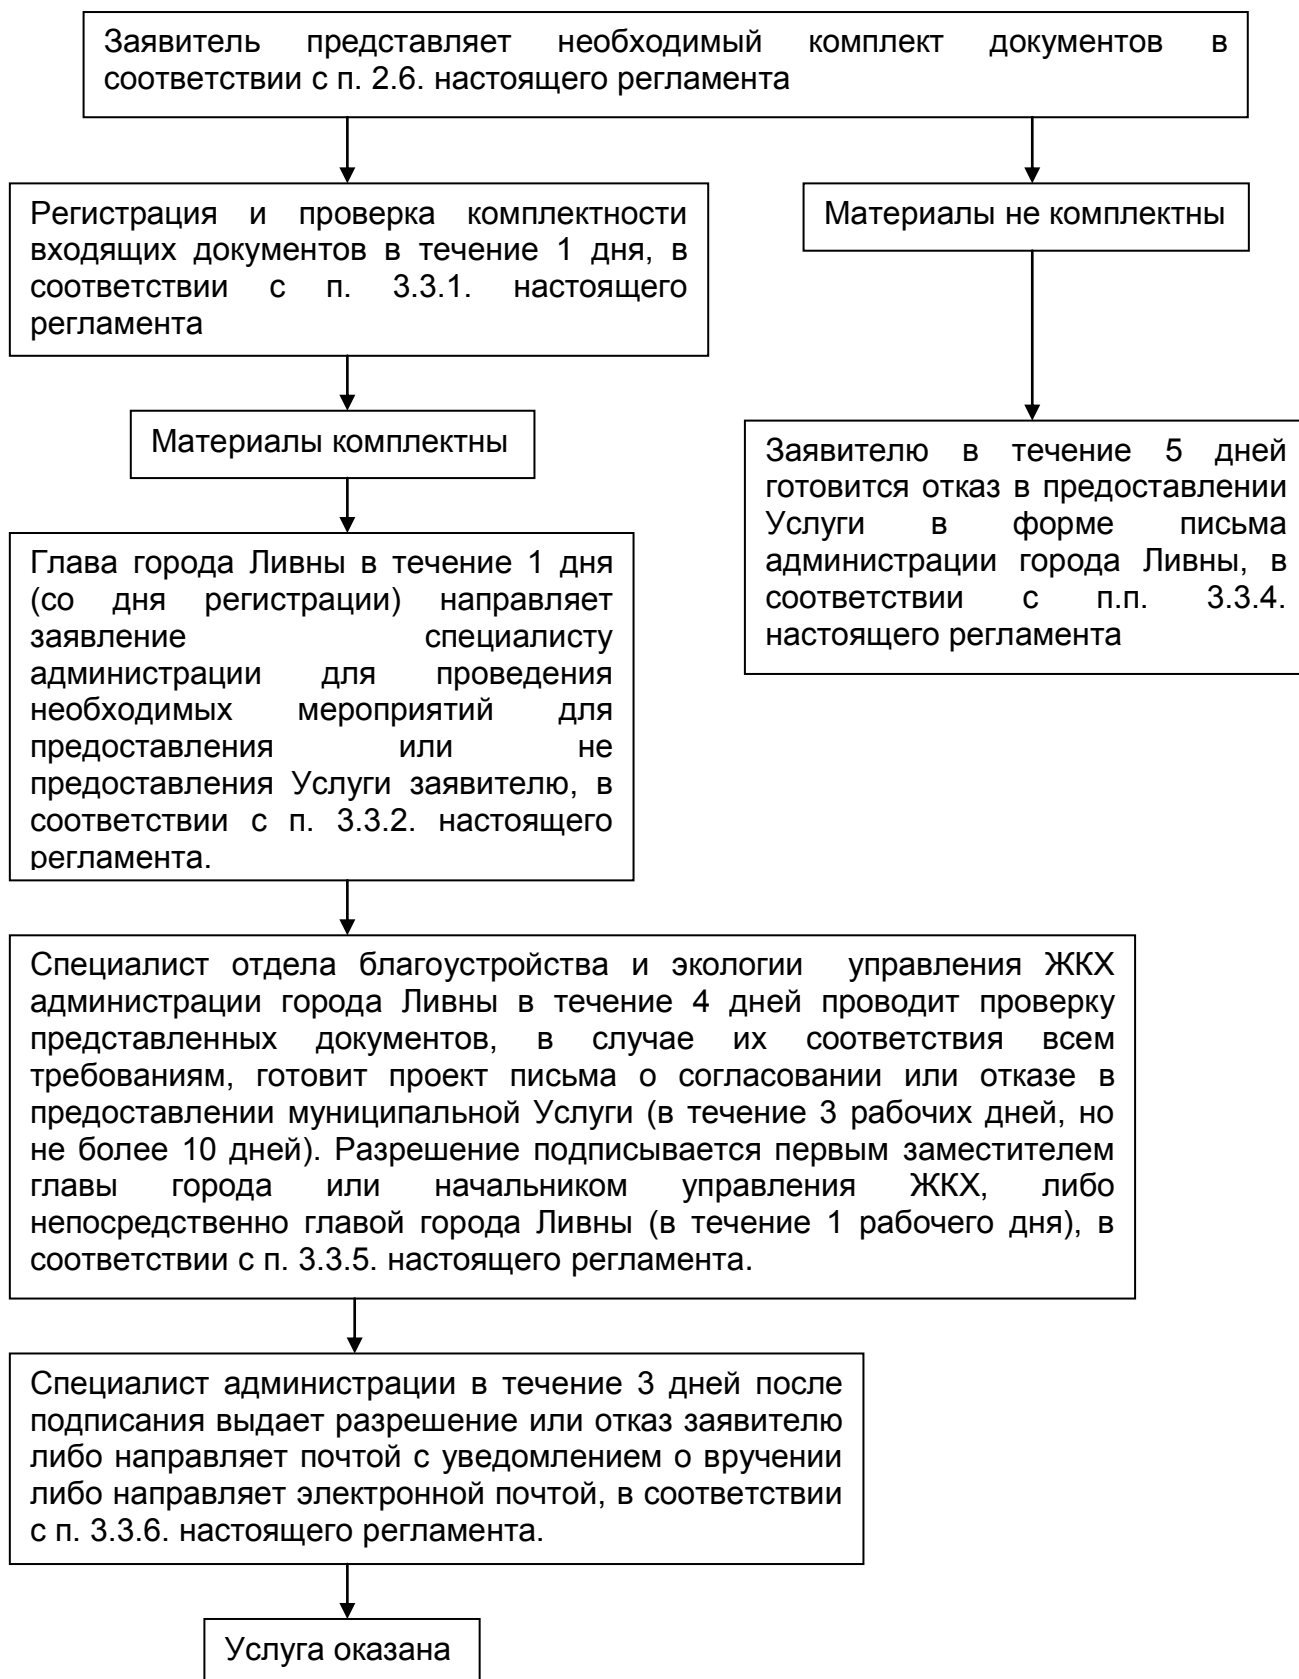 Заявитель представляет необходимый комплект документов в
соответствии с п. 2.6. настоящего регламента
Регистрация и проверка комплектности
входящих документов в течение 1 дня, в
соответствии с п. 3.3.1. настоящего
регламента
Материалы не комплектны
Материалы комплектны
Заявителю в течение 5 дней
готовится отказ в предоставлении
Услуги в форме письма
администрации города Ливны, в
соответствии с п.п. 3.3.4.
настоящего регламента
Глава города Ливны в течение 1 дня
(со дня регистрации) направляет
заявление специалисту
администрации для проведения
необходимых мероприятий для
предоставления или не
предоставления Услуги заявителю, в
соответствии с п. 3.3.2. настоящего
регламента.
Специалист отдела благоустройства и экологии управления ЖКХ
администрации города Ливны в течение 4 дней проводит проверку
представленных документов, в случае их соответствия всем
требованиям, готовит проект письма о согласовании или отказе в
предоставлении муниципальной Услуги (в течение 3 рабочих дней, но
не более 10 дней). Разрешение подписывается первым заместителем
главы города или начальником управления ЖКХ, либо
непосредственно главой города Ливны (в течение 1 рабочего дня), в
соответствии с п. 3.3.5. настоящего регламента.
Специалист администрации в течение 3 дней после
подписания выдает разрешение или отказ заявителю
либо направляет почтой с уведомлением о вручении
либо направляет электронной почтой, в соответствии
с п. 3.3.6. настоящего регламента.
Услуга оказана